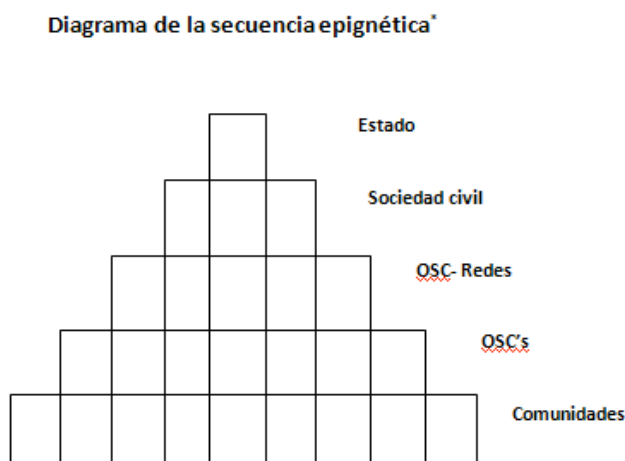 Diagrama de la secuencia epignética*
Estado
Sociedad civil
OSC- Redes
OSC's
Comunidades